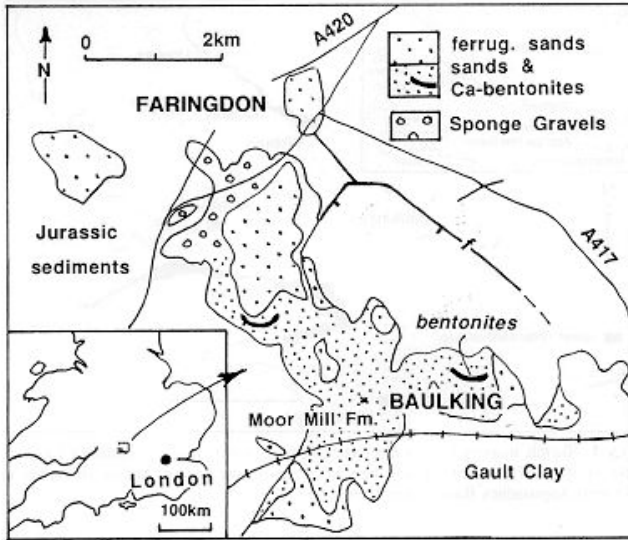 N
0
2km
A420
ferrug. sands
sands &
Ca-bentonites
Sponge Gravels
FARINGDON
Jurassic
sediments
f
A417
bentonites
BAULKING
Moor Mill Fm.
Gault Clay
London
100km